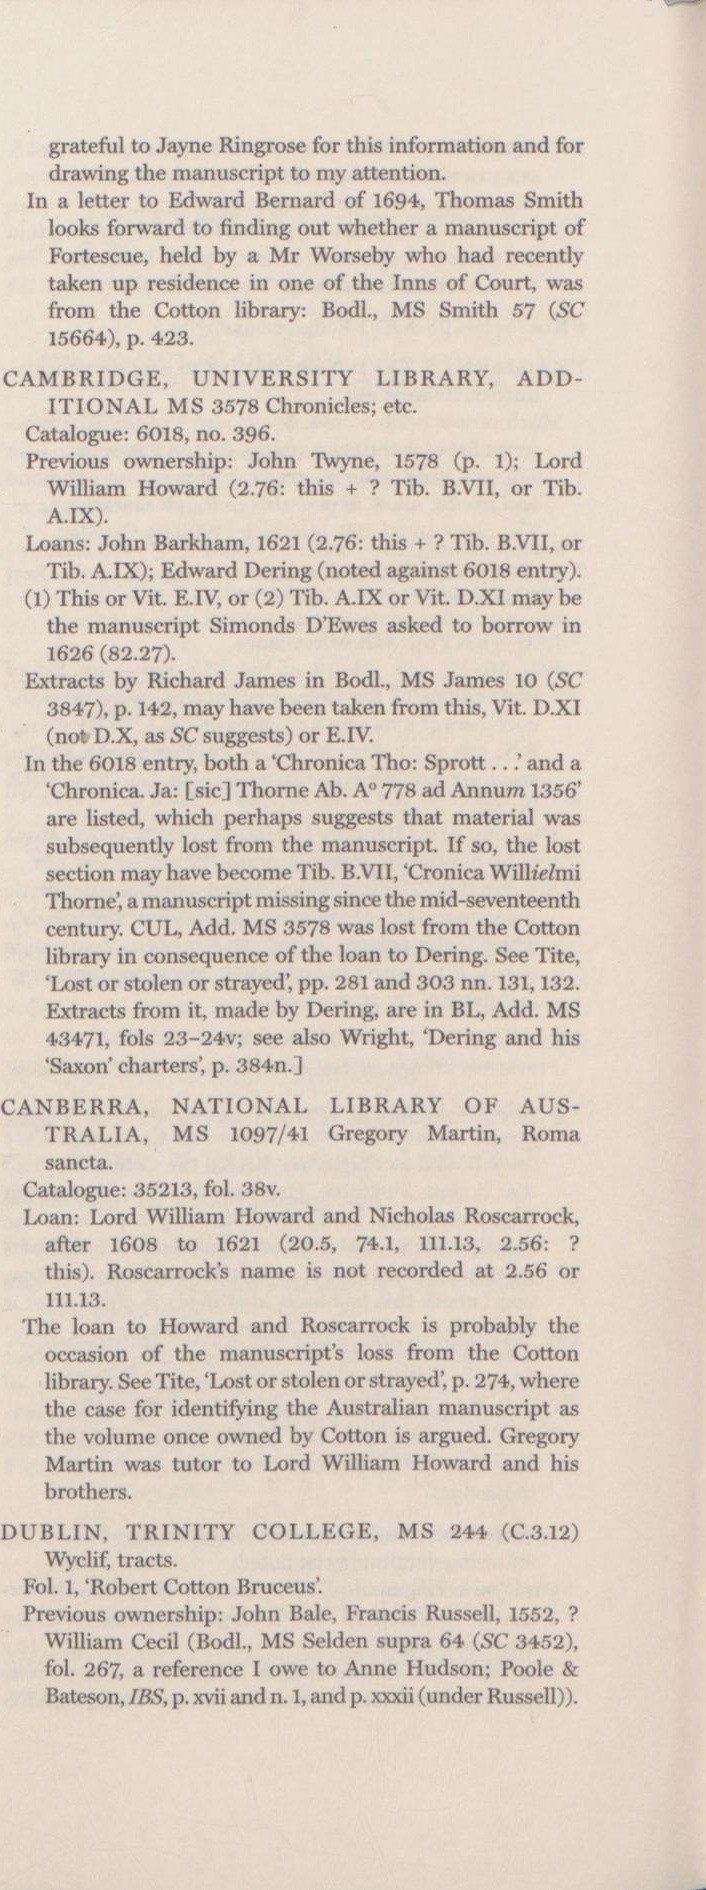 grateful to Jayne Ringrose for this information and for
drawing the manuscript to my attention.
In a letter to Edward Bernard of 1694, Thomas Smith
looks forward to finding out whether a manuscript of
Fortescue, held by a Mr Worseby who had recently
taken up residence in one of the Inns of Court, was
from the Cotton library: Bodl., MS Smith 57 (SC
15664), p. 423.
CAMBRIDGE, UNIVERSITY LIBRARY, ADD-
ITIONAL MS 3578 Chronicles; etc.
Catalogue: 6018, no. 396.
Previous ownership: John Twyne, 1578 (p. 1); Lord
William Howard (2.76: this + ? Tib. B.VII, or Tib.
A.IX).
Loans: John Barkham, 1621 (2.76: this + ? Tib. B.VII, or
Tib. A.IX); Edward Dering (noted against 6018 entry).
(1) This or Vit. E.IV, or (2) Tib. A.IX or Vit. D.XI may be
the manuscript Simonds D'Ewes asked to borrow in
1626 (82.27).
Extracts by Richard James in Bodl., MS James 10 (SC
3847), p. 142, may have been taken from this, Vit. D.XI
(not D.X, as SC suggests) or E.IV.
In the 6018 entry, both a 'Chronica Tho: Sprott . . .' and a
'Chronica. Ja: [sic] Thorne Ab. Aº 778 ad Annum 1356'
are listed, which perhaps suggests that material was
subsequently lost from the manuscript. If so, the lost
section may have become Tib. B.VII, 'Cronica Willielmi
Thorne', a manuscript missing since the mid-seventeenth
century. CUL, Add. MS 3578 was lost from the Cotton
library in consequence of the loan to Dering. See Tite,
'Lost or stolen or strayed', pp. 281 and 303 nn. 131, 132.
Extracts from it, made by Dering, are in BL, Add. MS
43471, fols 23–24v; see also Wright, 'Dering and his
'Saxon' charters', p. 384n.]
CANBERRA, NATIONAL LIBRARY OF AUS-
TRALIA, MS 1097/41 Gregory Martin, Roma
sancta.
Catalogue: 35213, fol. 38v.
Loan: Lord William Howard and Nicholas Roscarrock,
after 1608 to 1621 (20.5, 74.1, 111.13, 2.56: ?
this). Roscarrock's name is not recorded at 2.56 or
111.13.
The loan to Howard and Roscarrock is probably the
occasion of the manuscript's loss from the Cotton
library. See Tite, 'Lost or stolen or strayed', p. 274, where
the case for identifying the Australian manuscript as
the volume once owned by Cotton is argued. Gregory
Martin was tutor to Lord William Howard and his
brothers.
DUBLIN, TRINITY COLLEGE, MS 244 (C.3.12)
Wyclif, tracts.
Fol. 1, 'Robert Cotton Bruceus'.
Previous ownership: John Bale, Francis Russell, 1552, ?
William Cecil (Bodl., MS Selden supra 64 (SC 3452),
fol. 267, a reference I owe to Anne Hudson; Poole &
Bateson, IBS, p. xvii and n. 1, and p. xxxii (under Russell)).